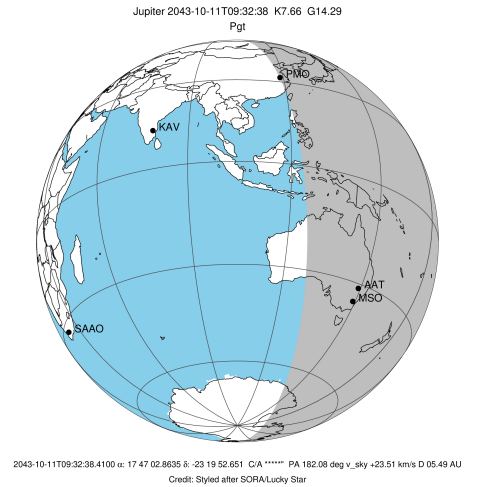 Jupiter 2043-10-11T09:32:38 K7.66 G14.29
Pgt
PMO
KAV
AAT
MSO
SAAO
2043-10-11T09:32:38.4100 α: 17 47 02.8635 δ: -23 19 52.651 C/A *****" PA 182.08 deg v_sky +23.51 km/s D 05.49 AU
Credit: Styled after SORA/Lucky Star